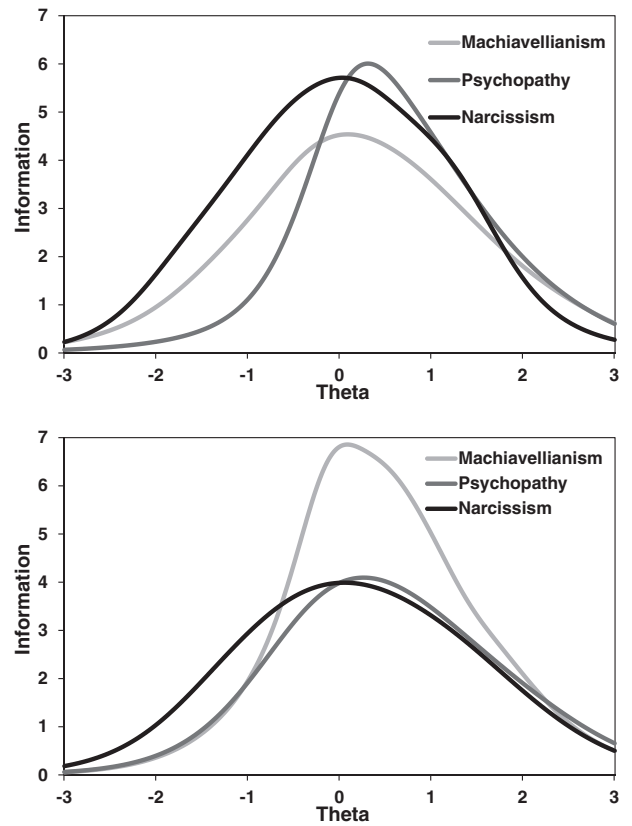 7
6
5
4
3
2
1
0
Information
Machiavellianism
Psychopathy
Narcissism
-3 -2 -1 0 1 2 3
Theta
7
6
5
4
3
2
1
0
Information
Machiavellianism
Psychopathy
Narcissism
-3 -2 -1 0 1 2 3
Theta